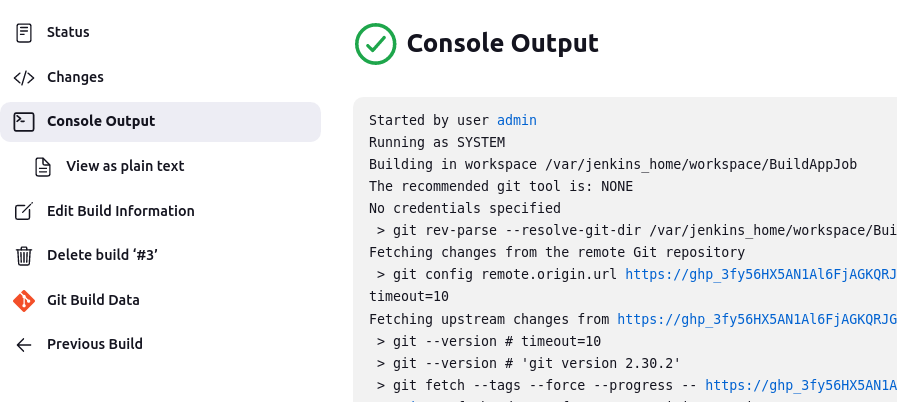 Status
Changes
Console Output
View as plain text
Edit Build Information
Delete build ‘#3’
Git Build Data
Previous Build
Console Output
Started by user admin
Running as SYSTEM
Building in workspace /var/jenkins_home/workspace/BuildAppJob
The recommended git tool is: NONE
No credentials specified
> git rev-parse --resolve-git-dir /var/jenkins_home/workspace/Bui
Fetching changes from the remote Git repository
> git config remote.origin.url https://ghp_3fy56HX5AN1Al6FjAGKQRJ
timeout=10
Fetching upstream changes from https://ghp_3fy56HX5AN1Al6FjAGKQRJG
> git --version # timeout=10
> git --version # 'git version 2.30.2'
> git fetch --tags --force --progress -- https://ghp_3fy56HX5AN1A